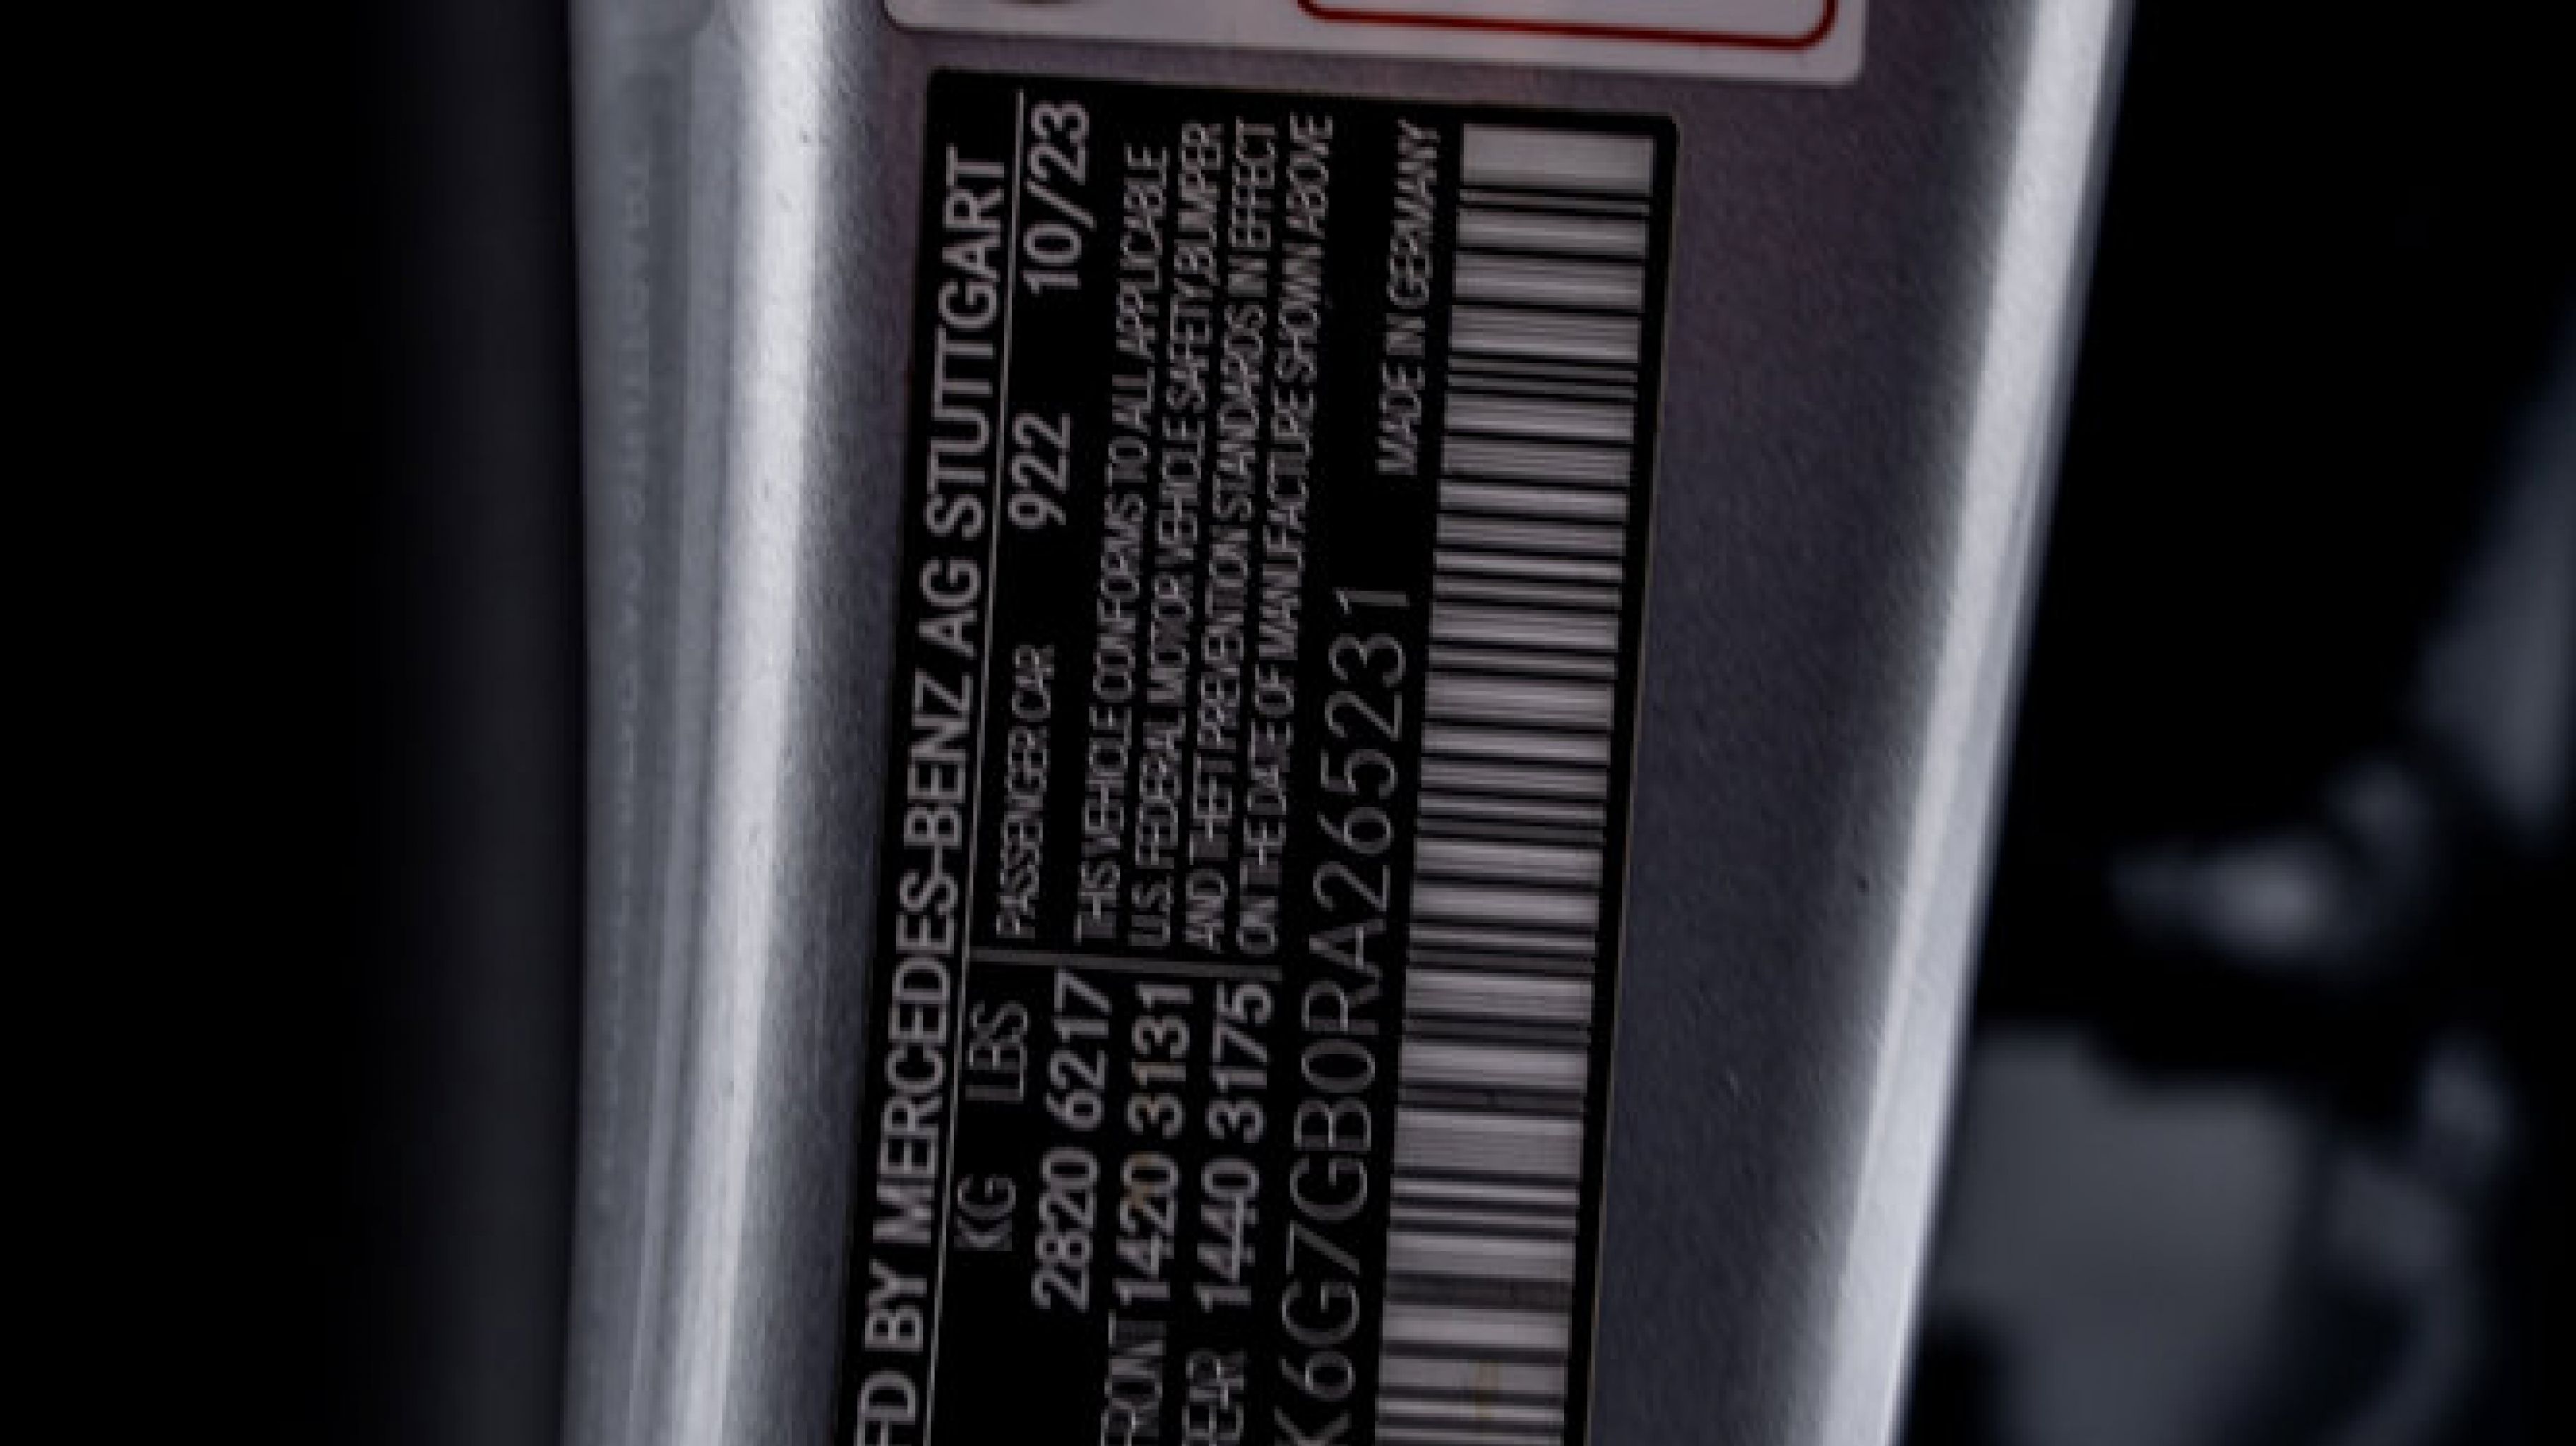 FD BY MERCEDES-BENZ AG STUTTGART
KG LBS
2820 6217
FRONT 1420 3131
REAR 1440 3175
PASSENGER CAR 922 10/23
THIS VEHICLE CONFORMS TO ALL APPLICABLE
U.S. FEDERAL MOTOR VEHICLE SAFETY, BUMPER
AND THEFT PREVENTION STANDARDS IN EFFECT
ON THE DATE OF MANUFACTURE SHOWN ABOVE
K6G7GB0RA265231
MADE IN GERMANY